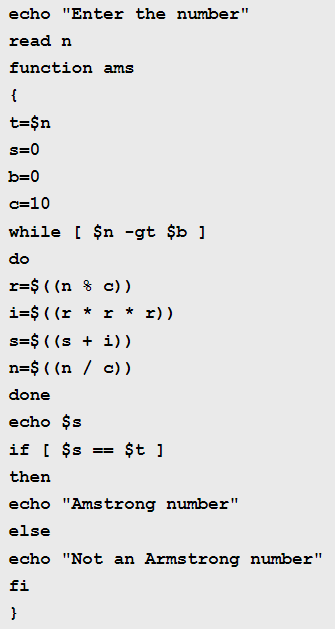 echo "Enter the number"
read n
function ams
{
t=$n
s=0
b=0
c=10
while [ $n -gt $b ]
do
r=$((n % c))
i=$((r * r * r))
s=$((s + i))
n=$((n / c))
done
echo $s
if [ $s == $t ]
then
echo "Amstrong number"
else
echo "Not an Armstrong number"
fi
}